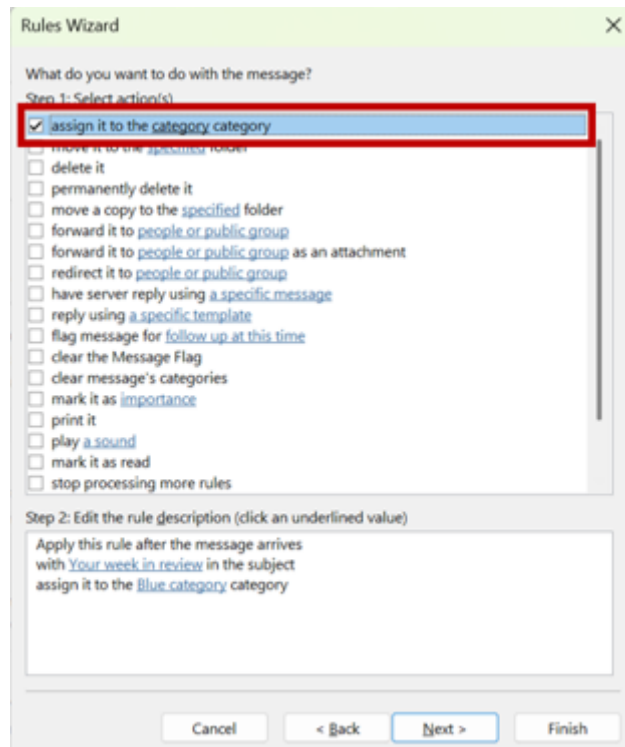 Rules Wizard
What do you want to do with the message?
Step 1: Select action(s)
assign it to the category category
move it to the specified folder
delete it
permanently delete it
move a copy to the specified folder
forward it to people or public group
forward it to people or public group as an attachment
redirect it to people or public group
have server reply using a specific message
reply using a specific template
flag message for follow up at this time
clear the Message Flag
clear message's categories
mark it as importance
print it
play a sound
mark it as read
stop processing more rules
Step 2: Edit the rule description (click an underlined value)
Apply this rule after the message arrives
with Your week in review in the subject
assign it to the Blue category category
Cancel < Back Next > Finish